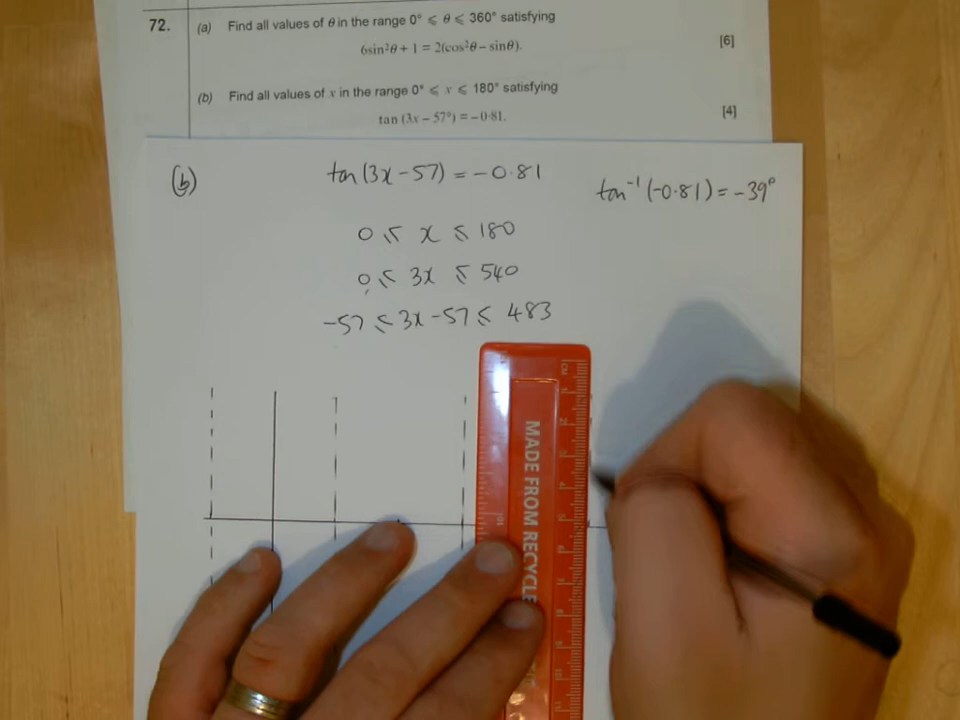 72. (a) Find all values of θ in the range 0° ⩽ θ ⩽ 360° satisfying
6sin²θ + 1 = 2(cos²θ − sinθ).
[6]
(b) Find all values of x in the range 0° ⩽ x ⩽ 180° satisfying
tan (3x − 57°) = −0·81.
[4]
(b) tan(3x − 57) = −0.81
tan⁻¹(−0.81) = −39°
0 ⩽ x ⩽ 180
0 ⩽ 3x ⩽ 540
−57 ⩽ 3x − 57 ⩽ 483
CM
MADE FROM RECYCLE